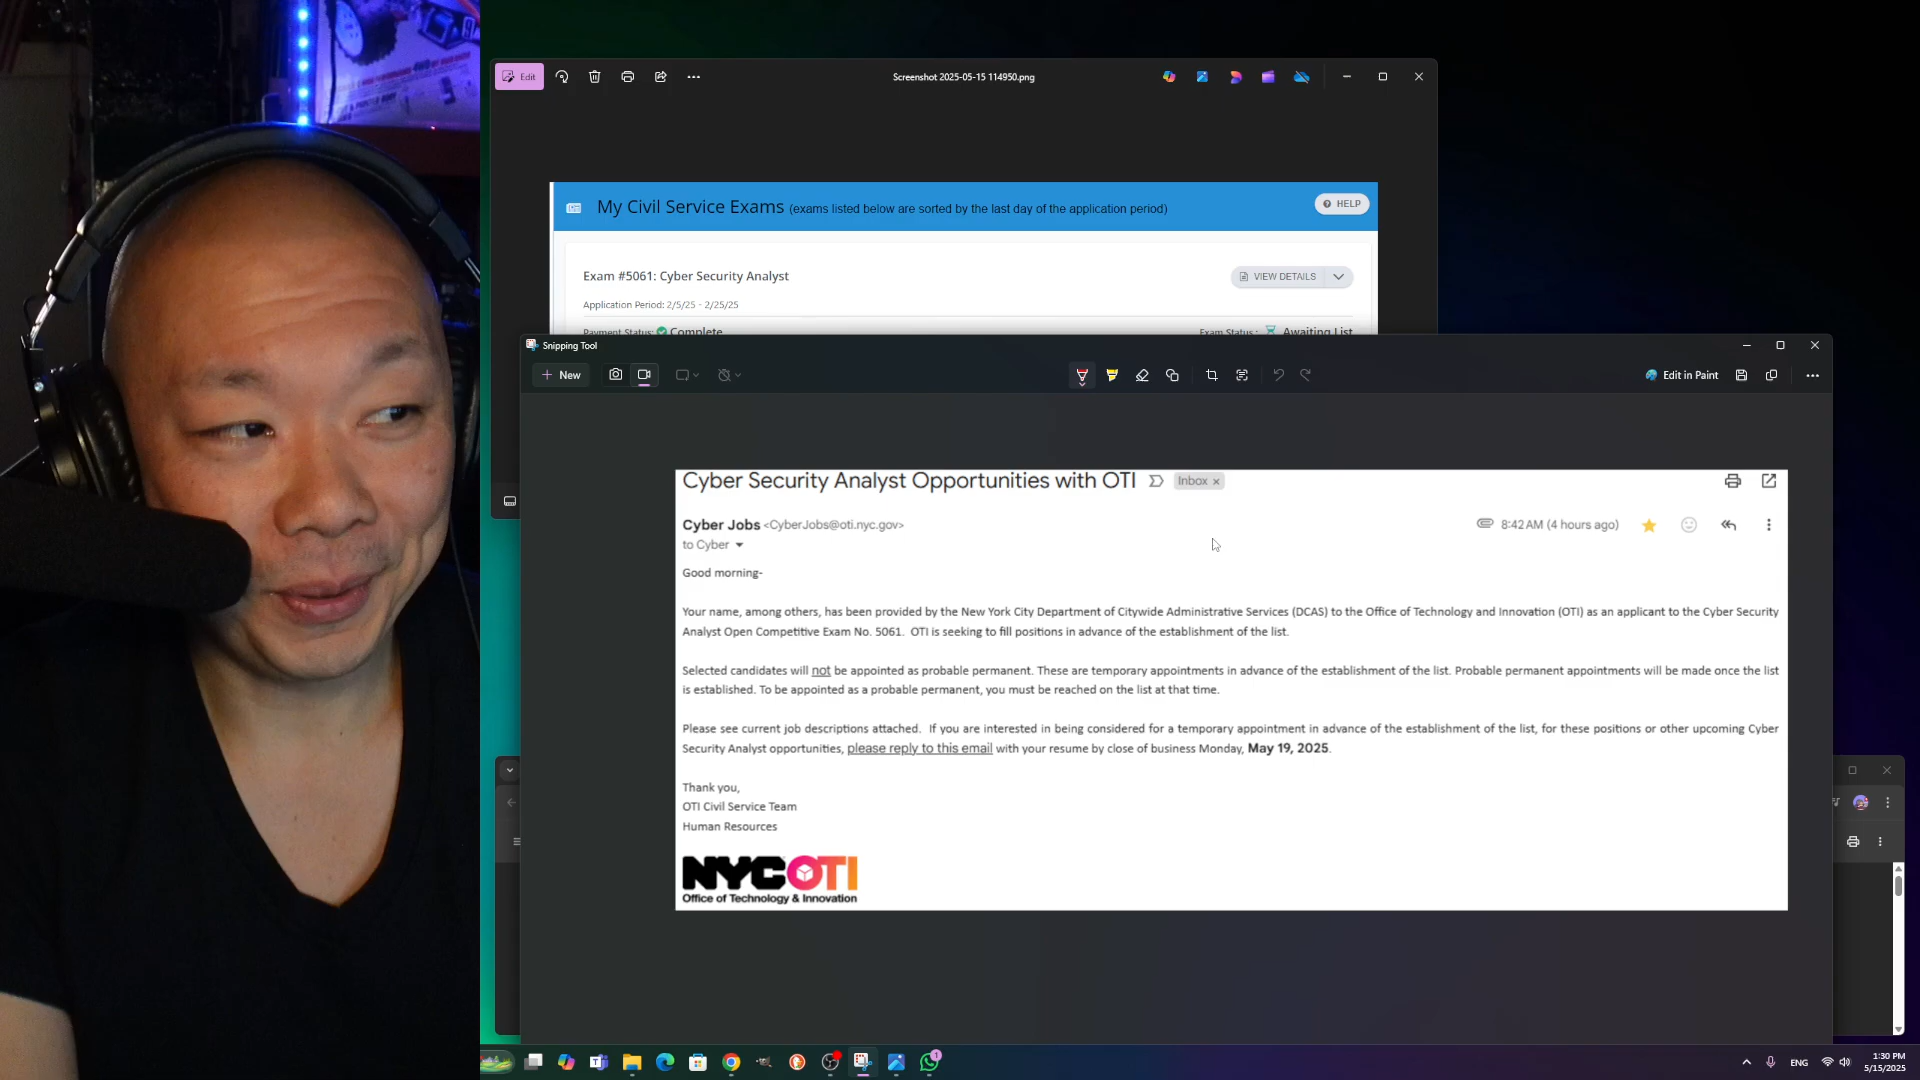 Edit
Screenshot 2025-05-15 114950.png
My Civil Service Exams (exams listed below are sorted by the last day of the application period)
HELP
Exam #5061: Cyber Security Analyst
VIEW DETAILS
Application Period: 2/5/25 - 2/25/25
Payment Status: Complete
Exam Status : Awaiting List
Snipping Tool
New
Edit in Paint
Cyber Security Analyst Opportunities with OTI
Inbox x
Cyber Jobs <CyberJobs@oti.nyc.gov>
8:42 AM (4 hours ago)
to Cyber
Good morning-
Your name, among others, has been provided by the New York City Department of Citywide Administrative Services (DCAS) to the Office of Technology and Innovation (OTI) as an applicant to the Cyber Security
Analyst Open Competitive Exam No. 5061. OTI is seeking to fill positions in advance of the establishment of the list.
Selected candidates will not be appointed as probable permanent. These are temporary appointments in advance of the establishment of the list. Probable permanent appointments will be made once the list
is established. To be appointed as a probable permanent, you must be reached on the list at that time.
Please see current job descriptions attached. If you are interested in being considered for a temporary appointment in advance of the establishment of the list, for these positions or other upcoming Cyber
Security Analyst opportunities, please reply to this email with your resume by close of business Monday, May 19, 2025.
Thank you,
OTI Civil Service Team
Human Resources
NYCOTI
Office of Technology & Innovation
1
ENG
1:30 PM
5/15/2025